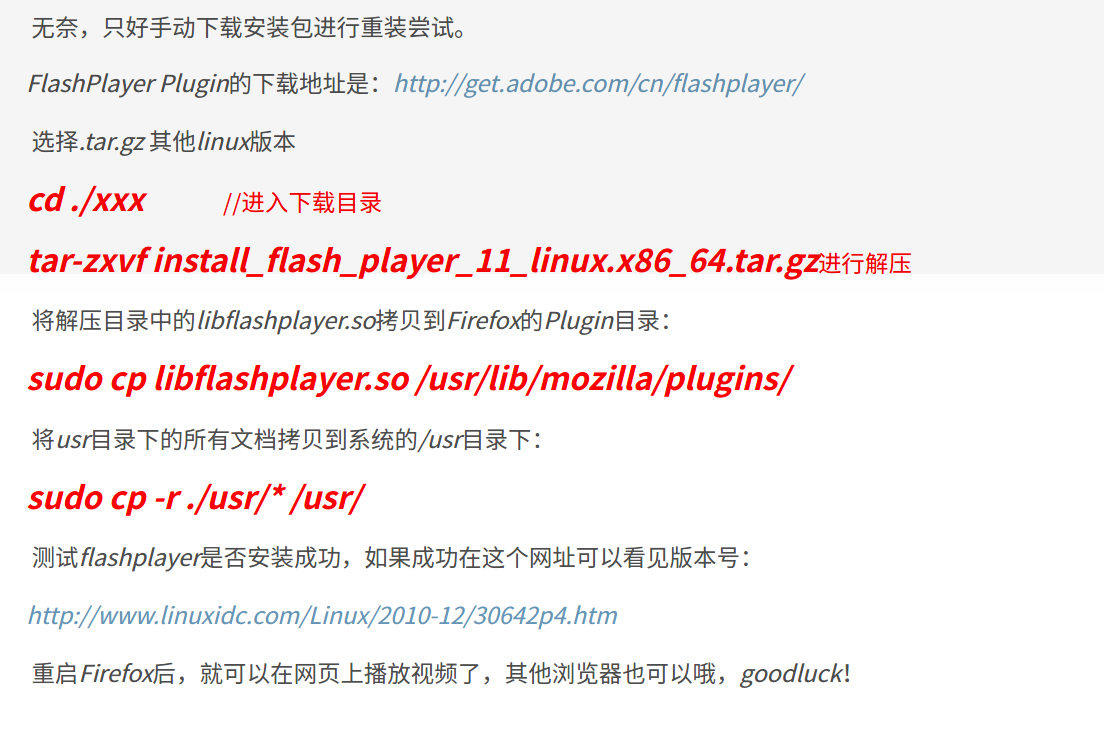 无奈，只好手动下载安装包进行重装尝试。
FlashPlayer Plugin的下载地址是：http://get.adobe.com/cn/flashplayer/
选择.tar.gz 其他linux版本
cd ./xxx //进入下载目录
tar-zxvf install_flash_player_11_linux.x86_64.tar.gz进行解压
将解压目录中的libflashplayer.so拷贝到Firefox的Plugin目录：
sudo cp libflashplayer.so /usr/lib/mozilla/plugins/
将usr目录下的所有文档拷贝到系统的/usr目录下：
sudo cp -r ./usr/* /usr/
测试flashplayer是否安装成功，如果成功在这个网址可以看见版本号：
http://www.linuxidc.com/Linux/2010-12/30642p4.htm
重启Firefox后，就可以在网页上播放视频了，其他浏览器也可以哦，goodluck！